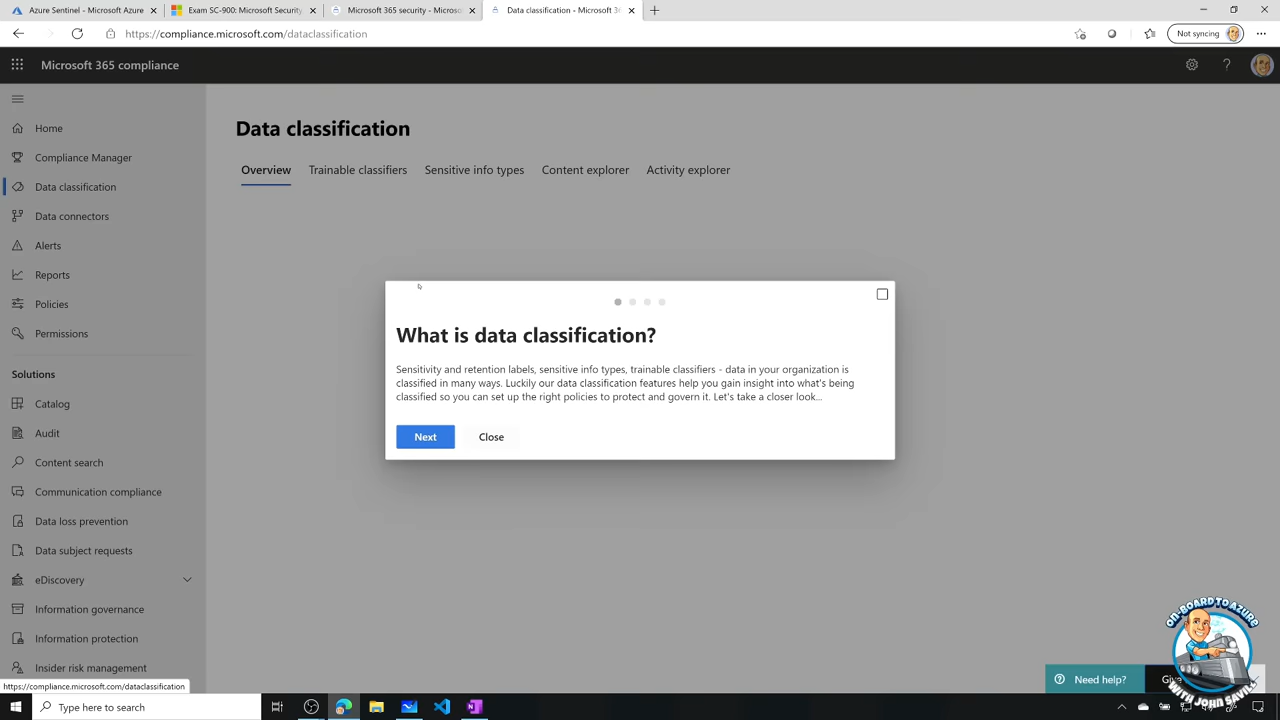 Azure Sentinel - Microsoft Azure
Exam SC-900: Microsoft Security
Microsoft 365 security - Microso
Data classification - Microsoft 36
https://compliance.microsoft.com/dataclassification
Not syncing
Microsoft 365 compliance
Home
Compliance Manager
Data classification
Data connectors
Alerts
Reports
Policies
Permissions
Solutions
Catalog
Audit
Content search
Communication compliance
Data loss prevention
Data subject requests
eDiscovery
Information governance
Information protection
Insider risk management
Data classification
Overview Trainable classifiers Sensitive info types Content explorer Activity explorer
What is data classification?
Sensitivity and retention labels, sensitive info types, trainable classifiers - data in your organization is
classified in many ways. Luckily our data classification features help you gain insight into what's being
classified so you can set up the right policies to protect and govern it. Let's take a closer look...
Next Close
Need help?
ON-BOARD TO AZURE
WITH JOHN SAVILL
https://compliance.microsoft.com/dataclassification
Type here to search